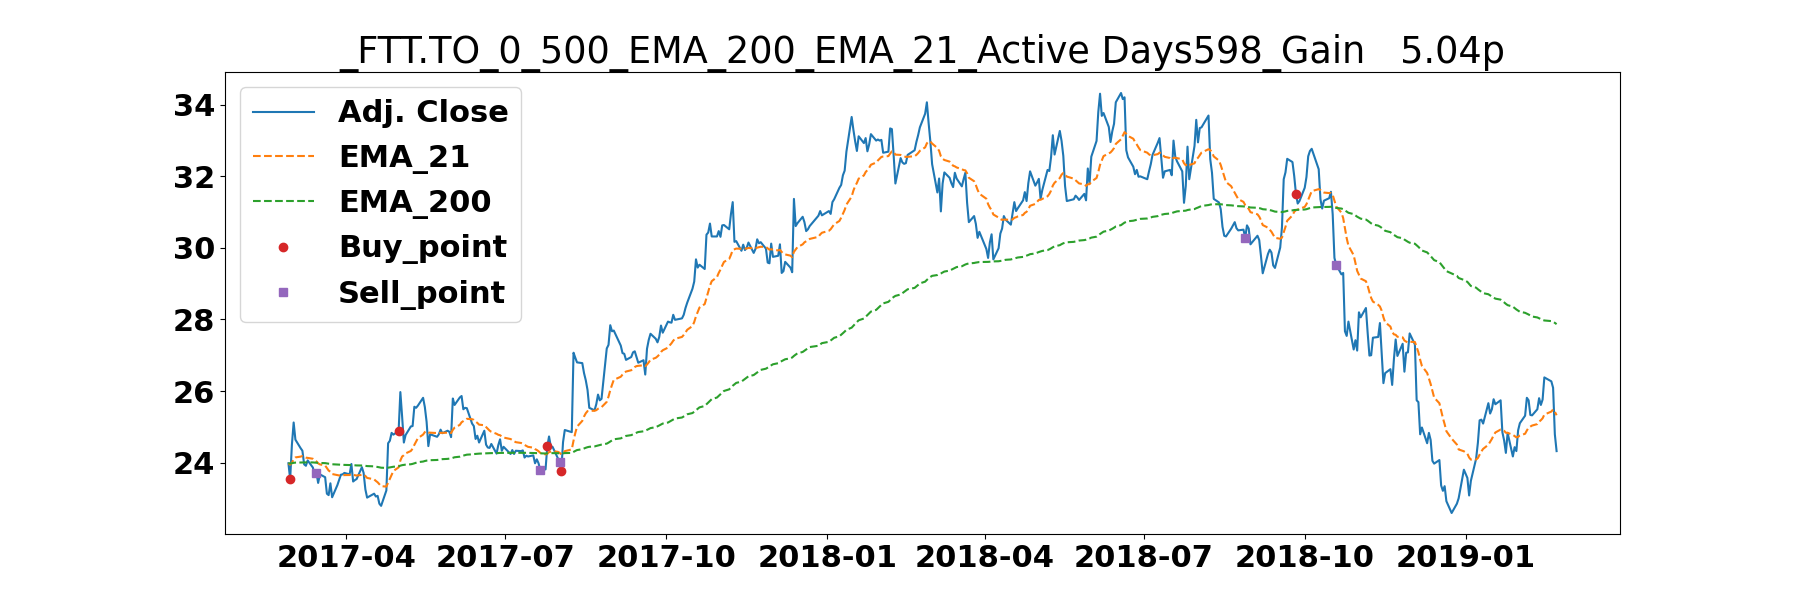 _FTT.TO_0_500_EMA_200_EMA_21_Active Days598_Gain   5.04p
Adj. Close
EMA_21
EMA_200
Buy_point
Sell_point
34
32
30
28
26
24
2017-04 2017-07 2017-10 2018-01 2018-04 2018-07 2018-10 2019-01